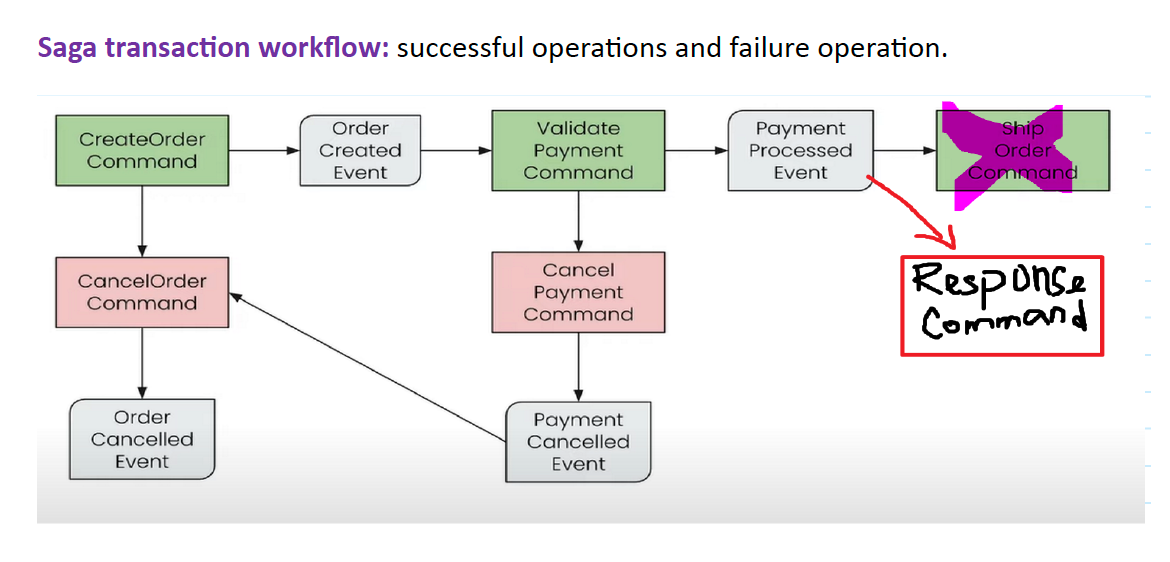 Saga transaction workflow: successful operations and failure operation.
CreateOrder
Command
Order
Created
Event
Validate
Payment
Command
Payment
Processed
Event
Ship
Order
Command
CancelOrder
Command
Cancel
Payment
Command
Response
Command
Order
Cancelled
Event
Payment
Cancelled
Event